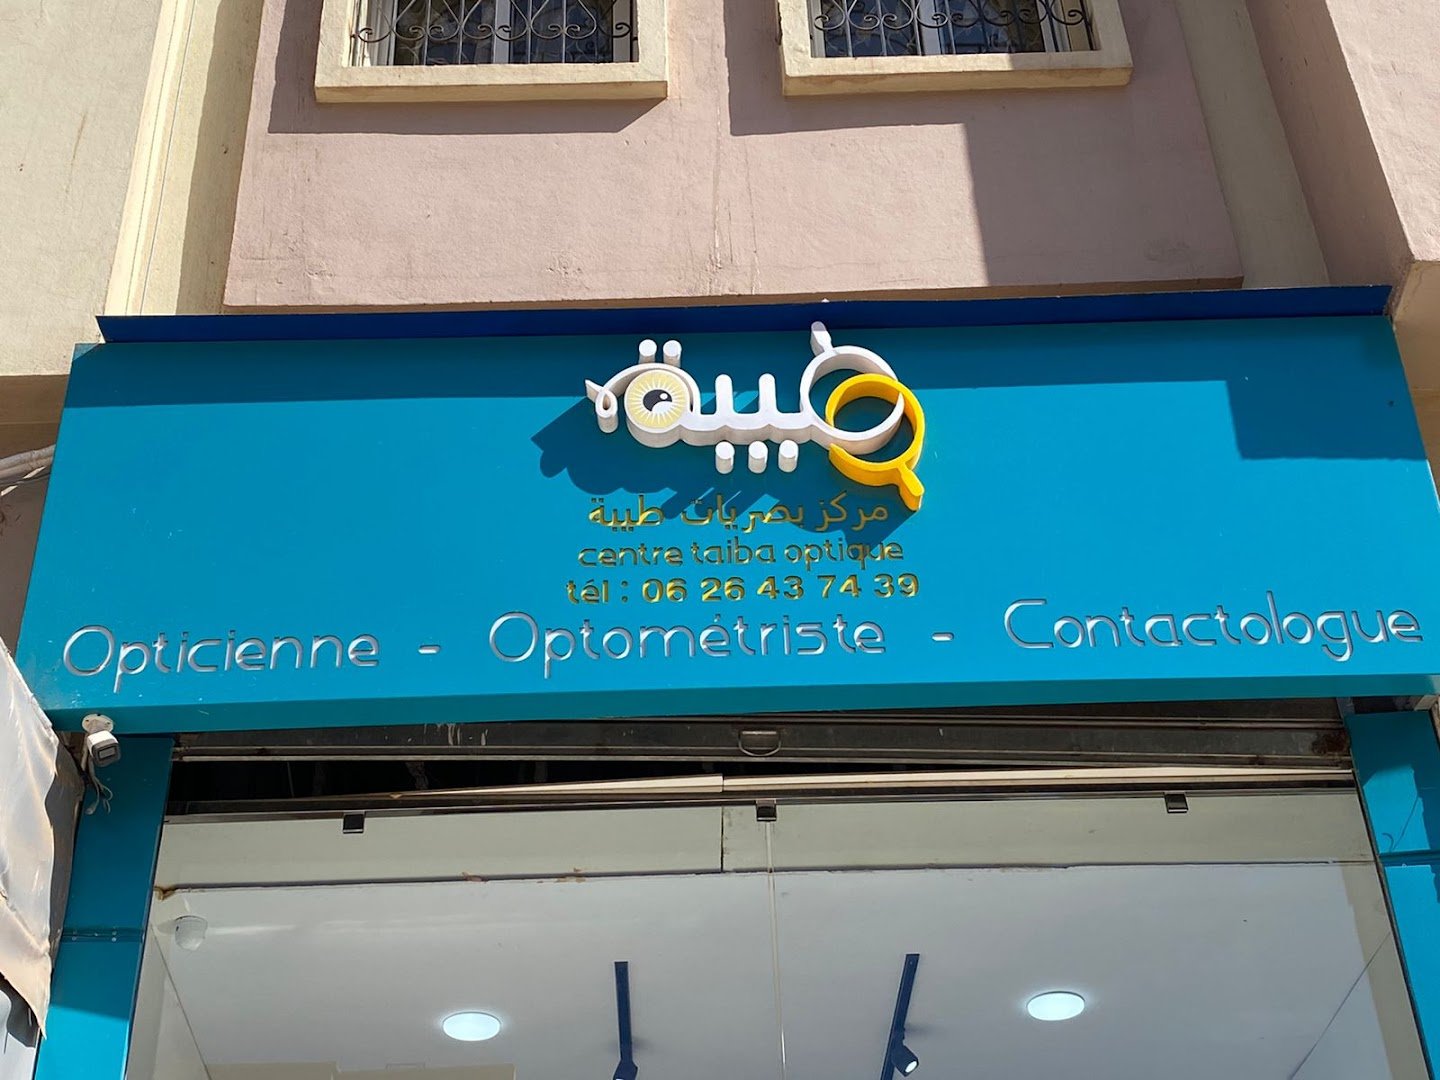 طيبة
مركز بصريات طيبة
centre taiba optique
tél : 06 26 43 74 39
Opticienne - Optométriste - Contactologue